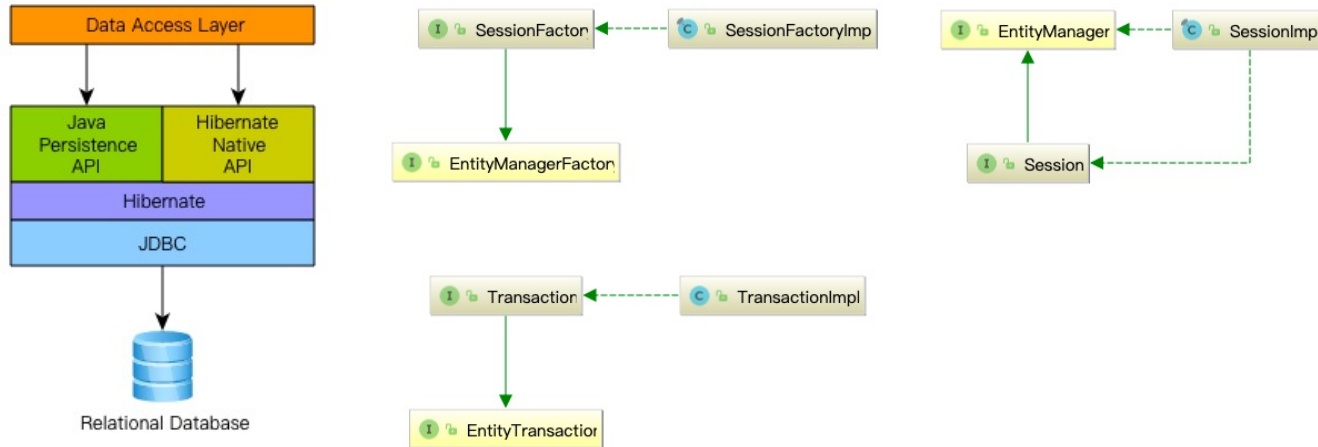 Data Access Layer
Java
Persistence
API
Hibernate
Native
API
Hibernate
JDBC
Relational Database
I SessionFactor
C SessionFactoryImp
I EntityManagerFactory
I EntityManager
C SessionImp
I Session
I Transaction
C TransactionImpl
I EntityTransaction